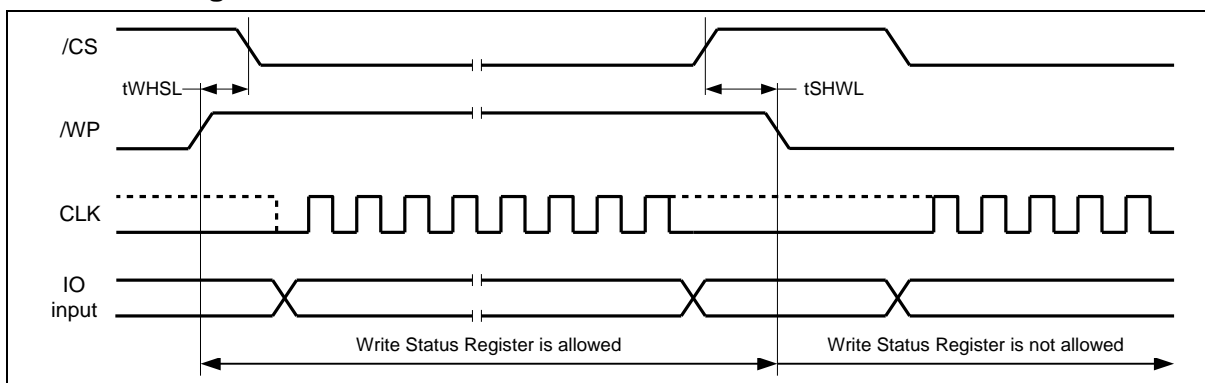 /CS
tWHSL
tSHWL
/WP
CLK
IO
input
Write Status Register is allowed
Write Status Register is not allowed